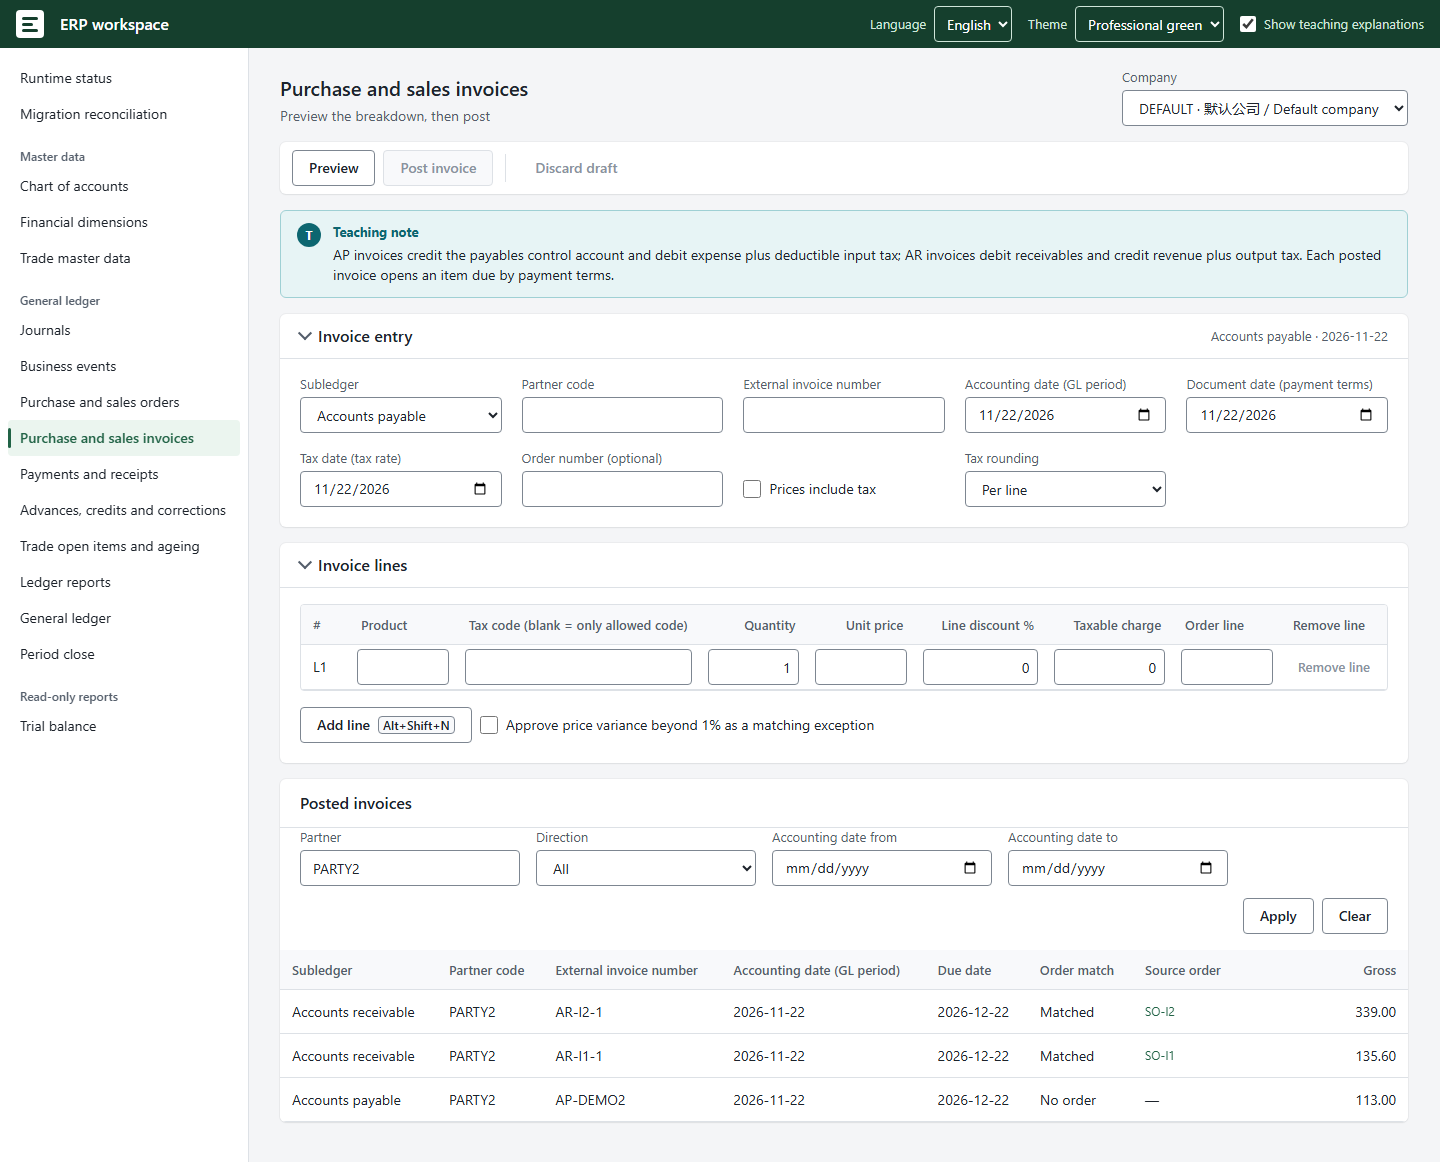 ERP workspace
Language English Theme Professional green Show teaching explanations
Runtime status
Migration reconciliation
Master data
Chart of accounts
Financial dimensions
Trade master data
General ledger
Journals
Business events
Purchase and sales orders
Purchase and sales invoices
Payments and receipts
Advances, credits and corrections
Trade open items and ageing
Ledger reports
General ledger
Period close
Read-only reports
Trial balance
Purchase and sales invoices
Preview the breakdown, then post
Company
DEFAULT · 默认公司 / Default company
Preview Post invoice Discard draft
T Teaching note
AP invoices credit the payables control account and debit expense plus deductible input tax; AR invoices debit receivables and credit revenue plus output tax. Each posted
invoice opens an item due by payment terms.
Invoice entry Accounts payable · 2026-11-22
Subledger Partner code External invoice number Accounting date (GL period) Document date (payment terms)
Accounts payable 11/22/2026 11/22/2026
Tax date (tax rate) Order number (optional) Tax rounding
11/22/2026 Prices include tax Per line
Invoice lines
# Product Tax code (blank = only allowed code) Quantity Unit price Line discount % Taxable charge Order line Remove line
L1 1 0 0 Remove line
Add line Alt+Shift+N Approve price variance beyond 1% as a matching exception
Posted invoices
Partner Direction Accounting date from Accounting date to
PARTY2 All mm/dd/yyyy mm/dd/yyyy
Apply Clear
Subledger Partner code External invoice number Accounting date (GL period) Due date Order match Source order Gross
Accounts receivable PARTY2 AR-I2-1 2026-11-22 2026-12-22 Matched SO-I2 339.00
Accounts receivable PARTY2 AR-I1-1 2026-11-22 2026-12-22 Matched SO-I1 135.60
Accounts payable PARTY2 AP-DEMO2 2026-11-22 2026-12-22 No order — 113.00